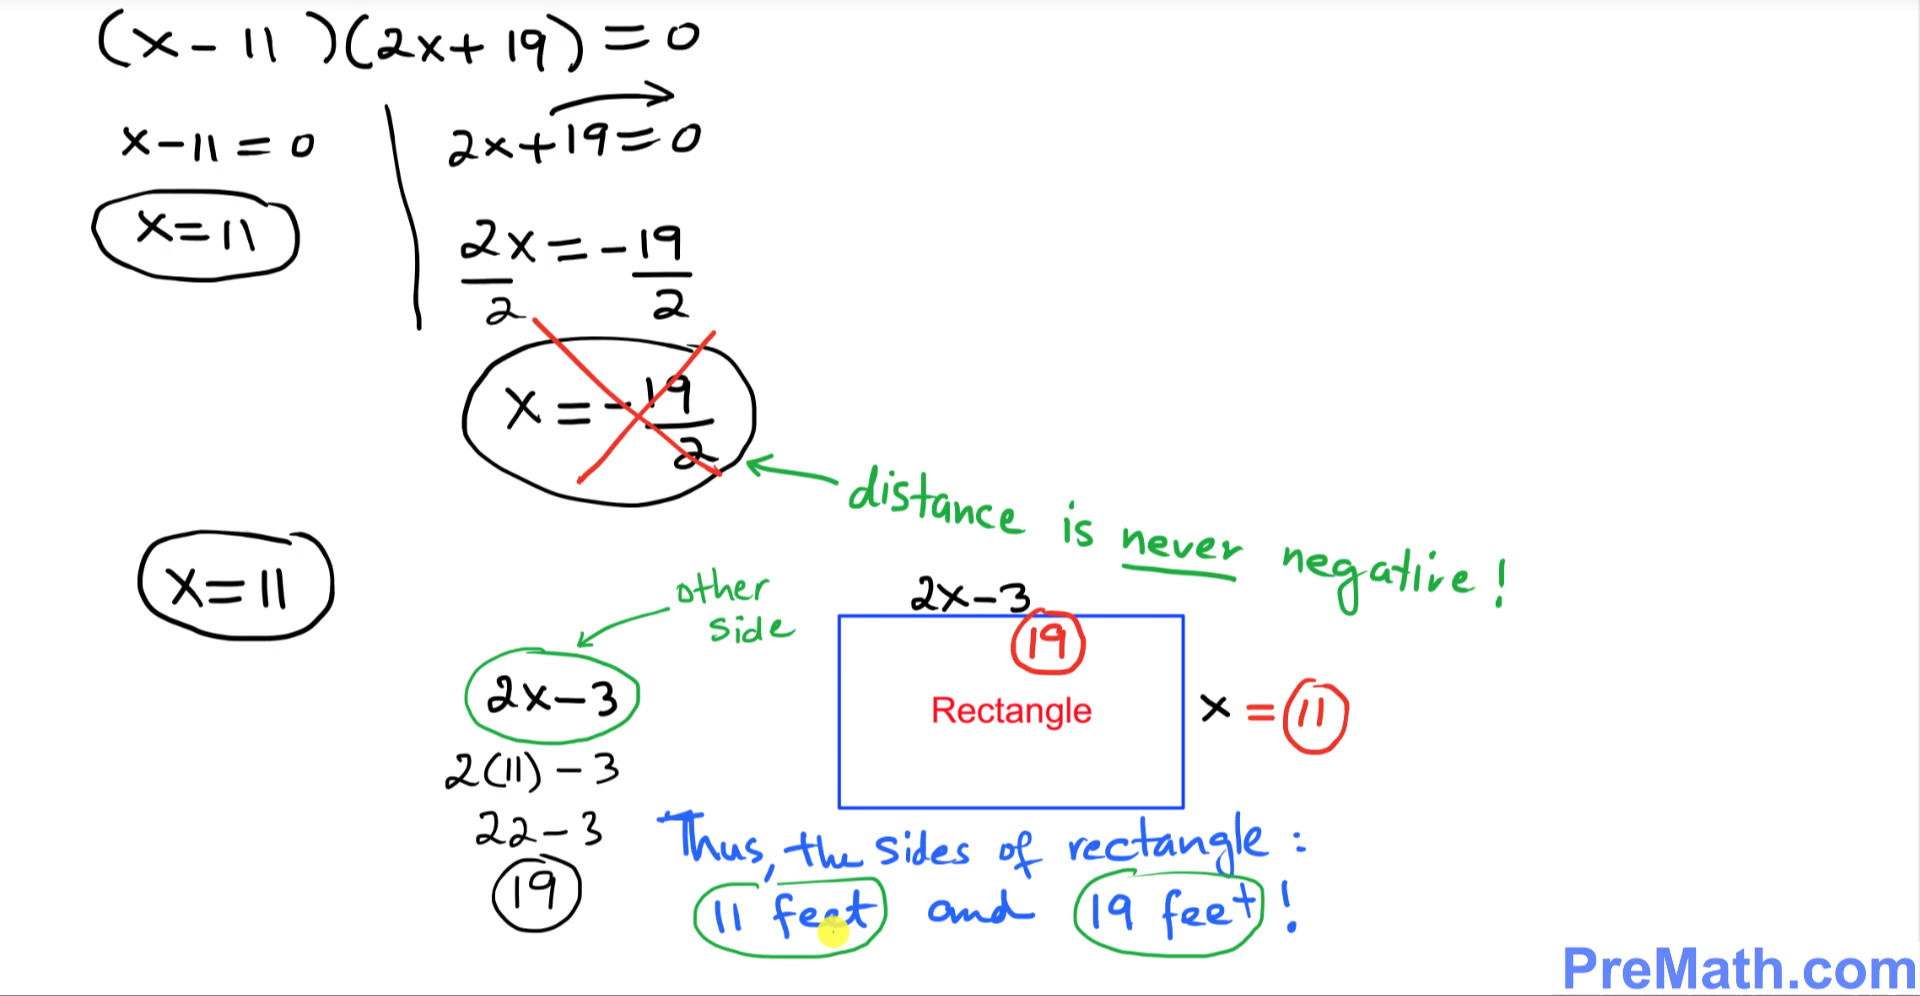 (x-11)(2x+19)=0
x-11=0
2x+19=0
x=11
2x=-19
2 2
x=-19
2
distance is never negative!
x=11
other
side
2x-3
19
2x-3
Rectangle
x=11
2(11)-3
22-3
19
Thus, the sides of rectangle:
11 feet and 19 feet!
PreMath.com